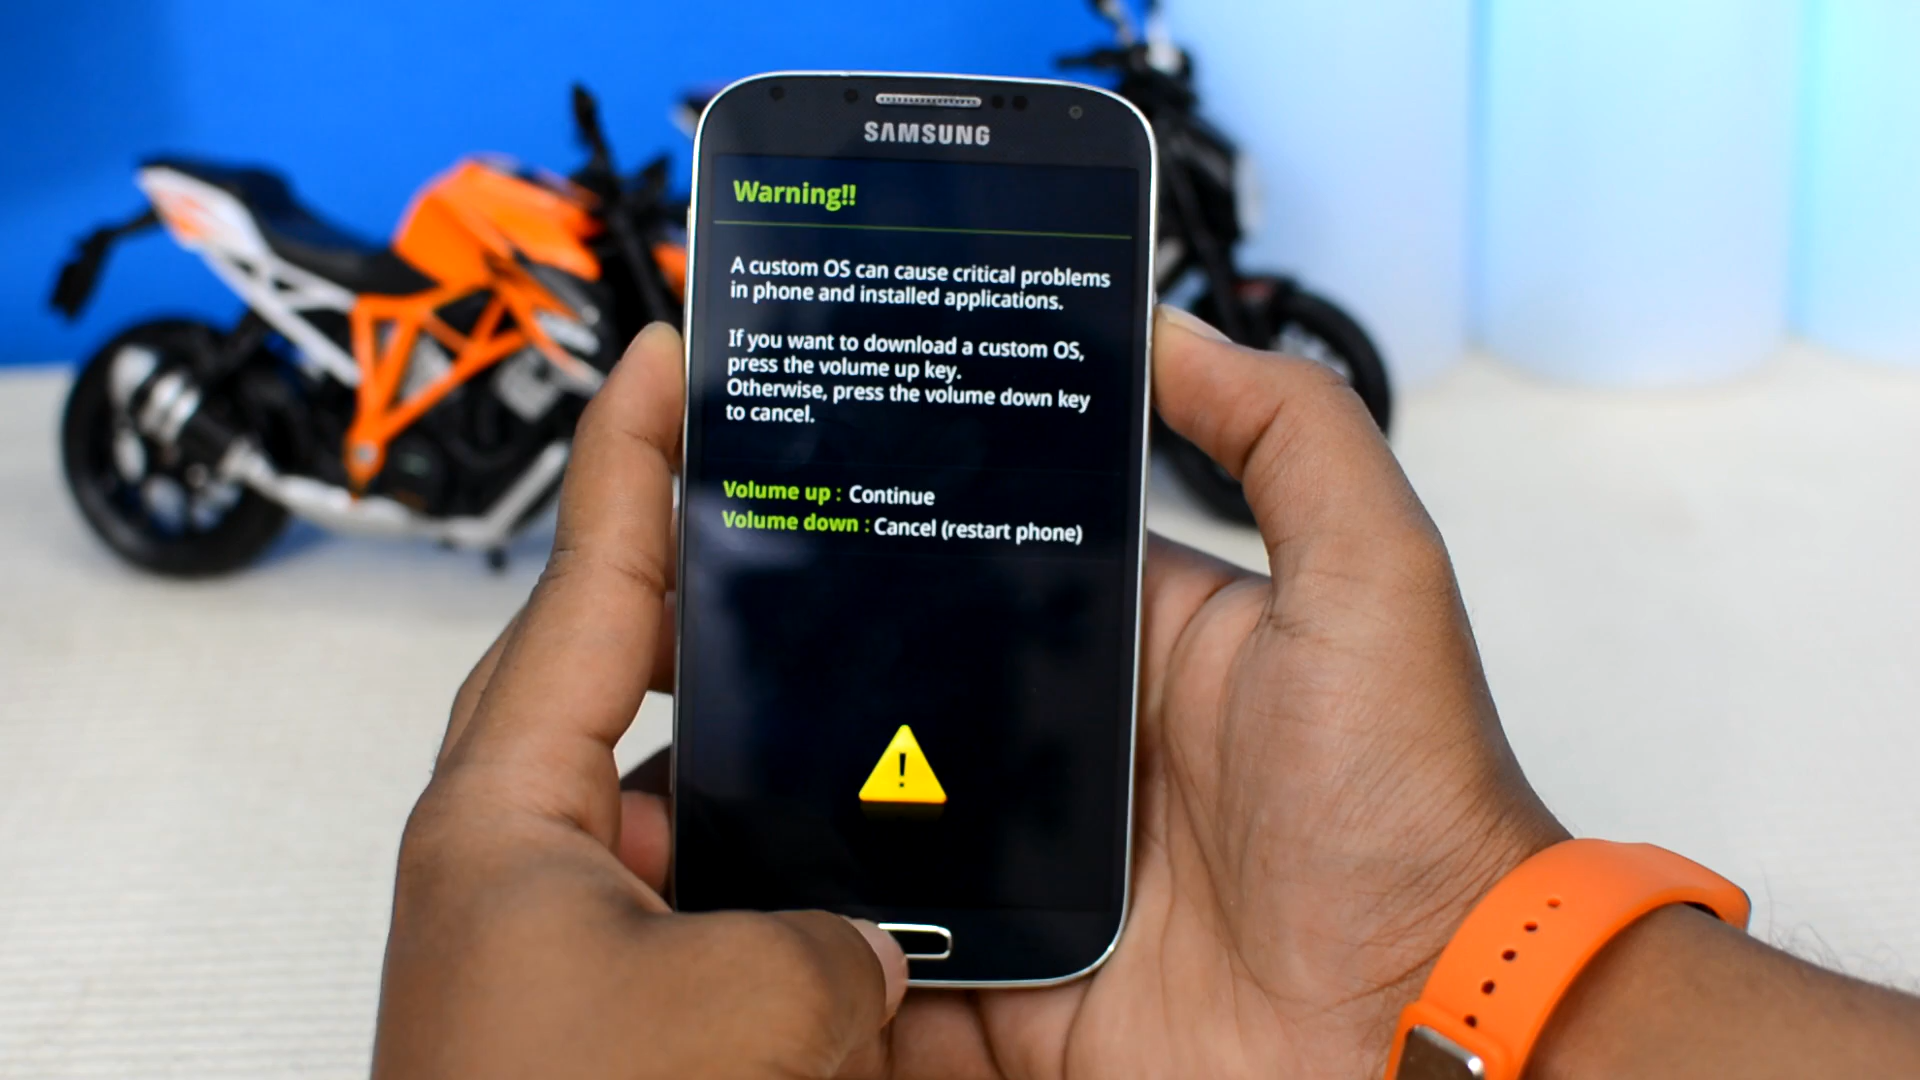 SAMSUNG
Warning!!
A custom OS can cause critical problems
in phone and installed applications.
If you want to download a custom OS,
press the volume up key.
Otherwise, press the volume down key
to cancel.
Volume up : Continue
Volume down : Cancel (restart phone)
!